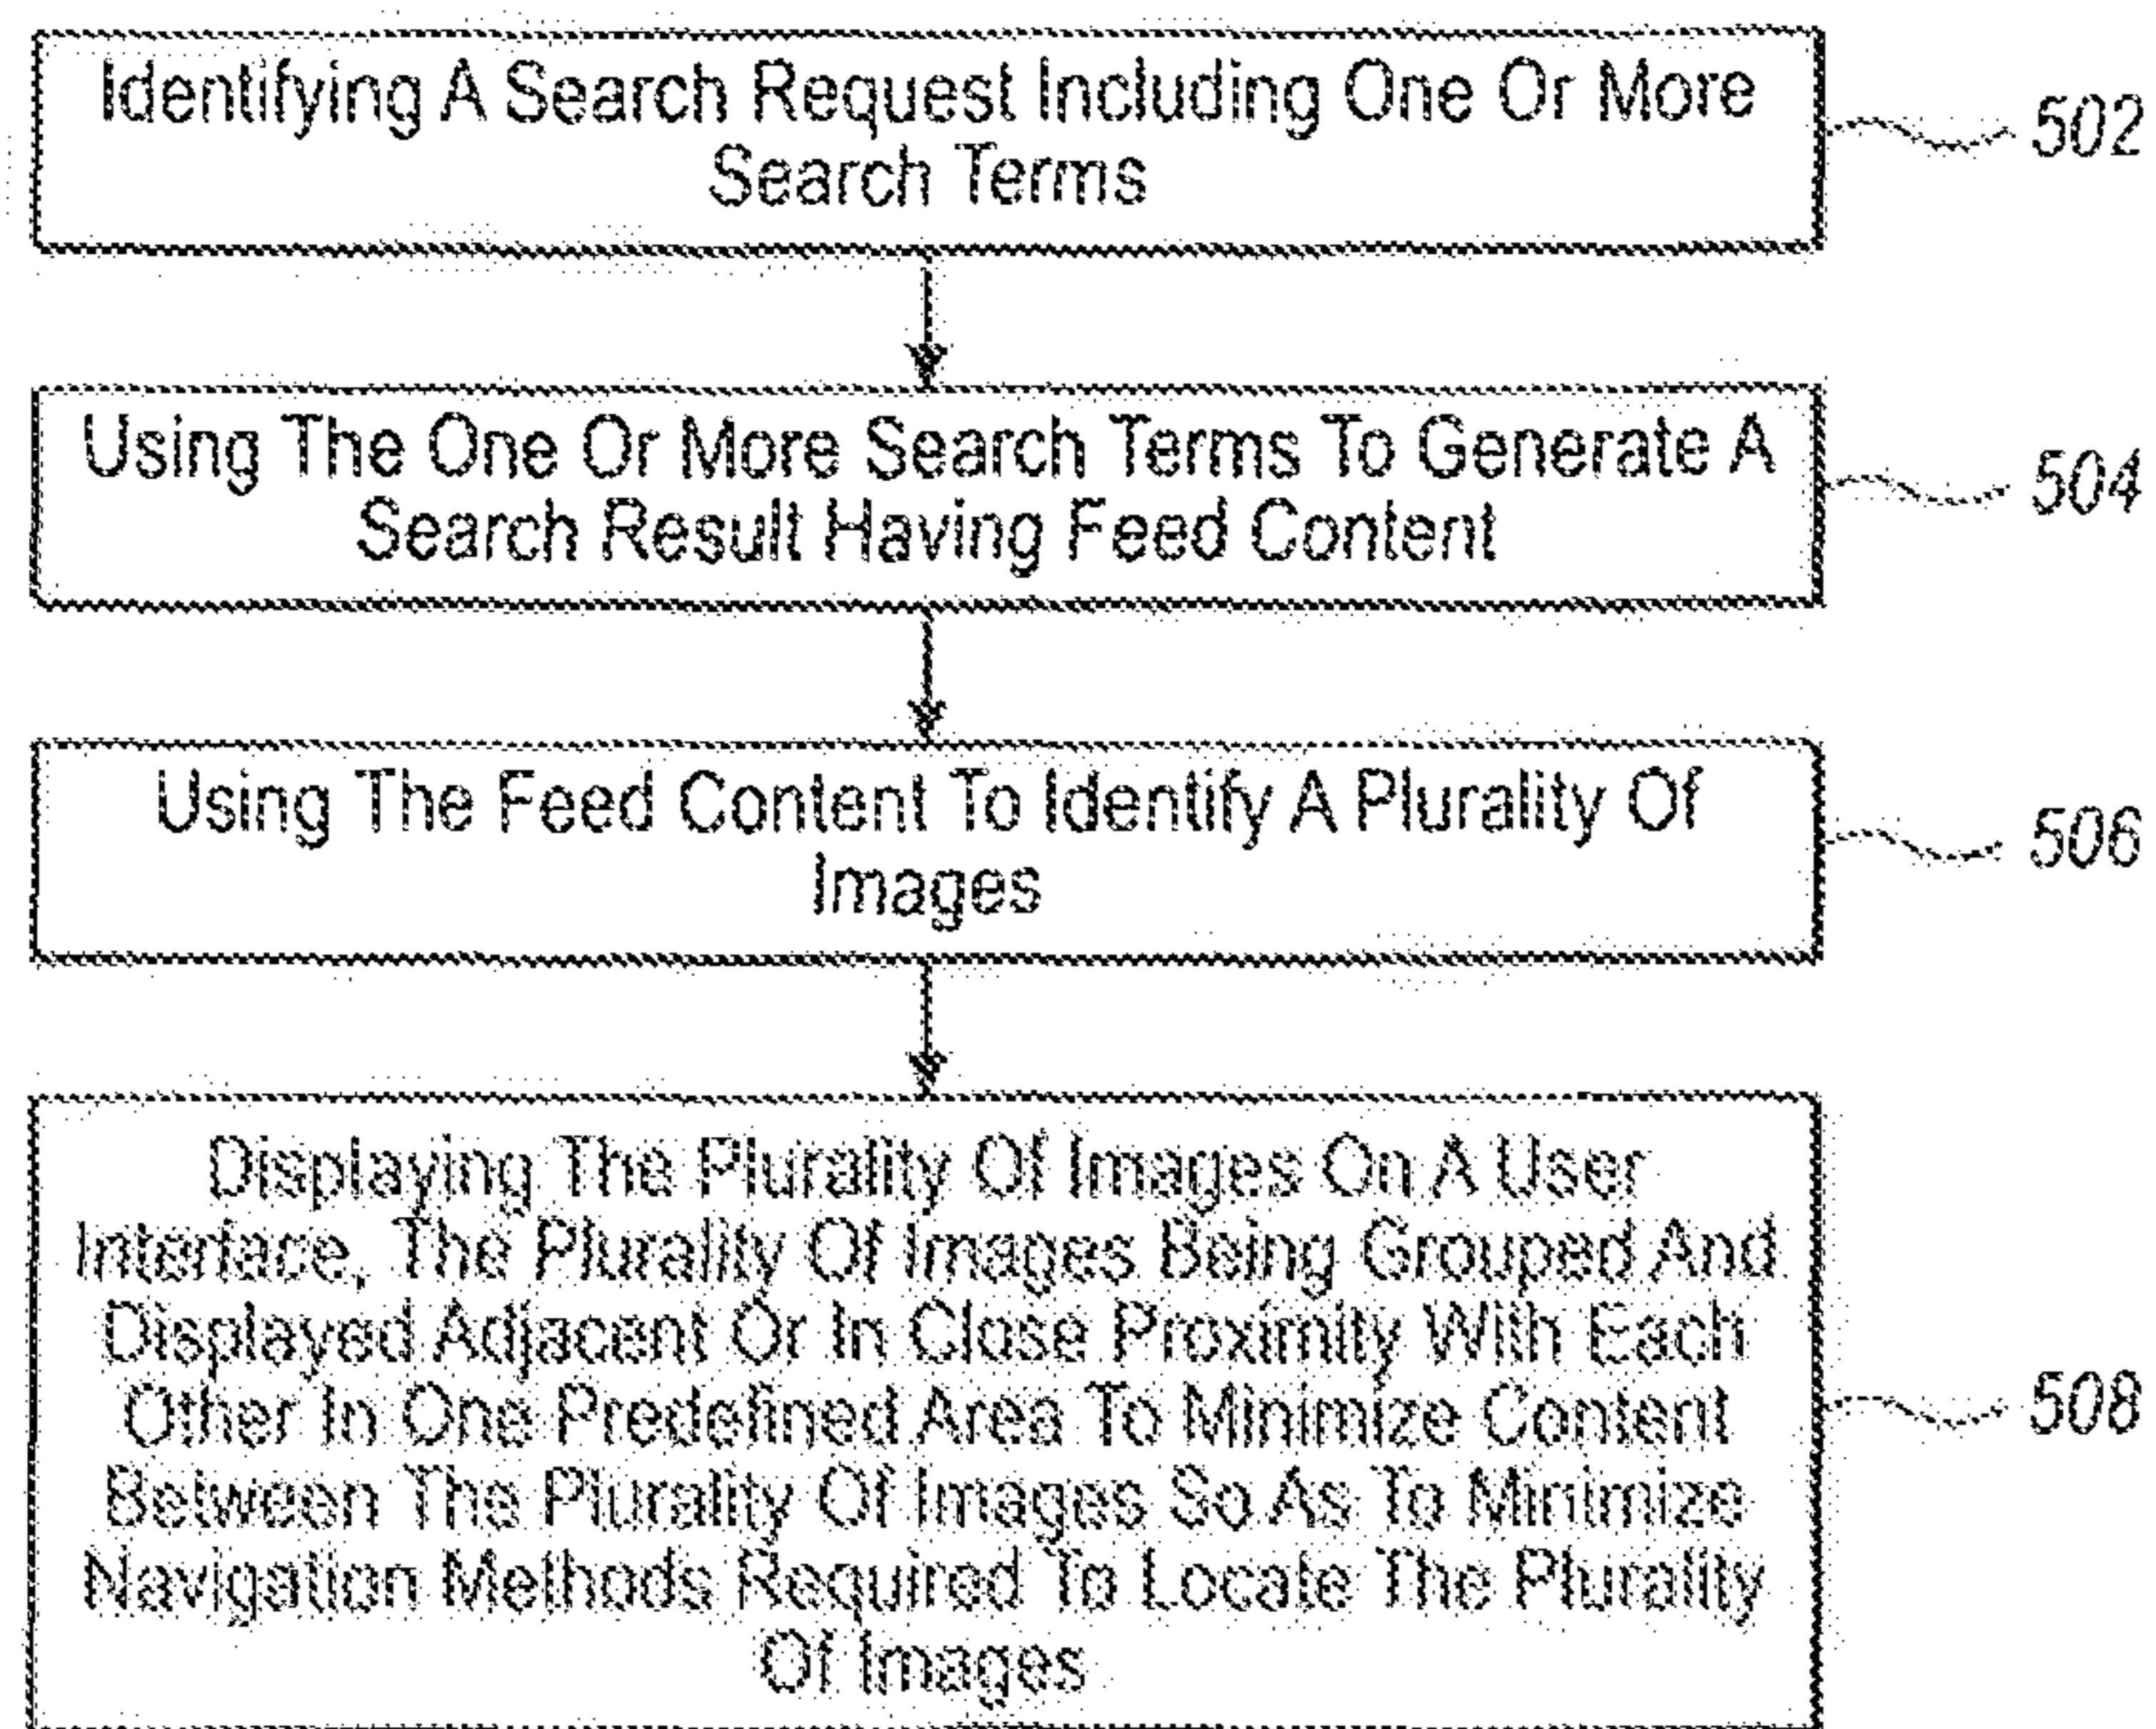 Identifying A Search Request Including One Or More
Search Terms
502
Using The One Or More Search Terms To Generate A
Search Result Having Feed Content
504
Using The Feed Content To Identify A Plurality Of
Images
506
Displaying The Plurality Of Images On A User
Interface, The Plurality Of Images Being Grouped And
Displayed Adjacent Or In Close Proximity With Each
Other In One Predefined Area To Minimize Content
Between The Plurality Of Images So As To Minimize
Navigation Methods Required To Locate The Plurality
Of Images
508